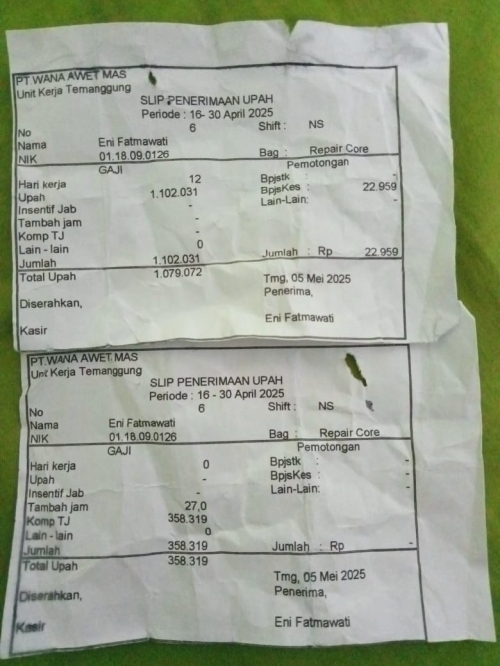 PT WANA AWET MAS
Unit Kerja Temanggung
SLIP PENERIMAAN UPAH
Periode : 16- 30 April 2025
No 6 Shift : NS
Nama Eni Fatmawati
NIK 01.18.09.0126 Bag : Repair Core
GAJI Pemotongan
Hari kerja 12 Bpjstk : -
Upah 1.102.031 BpjsKes : 22.959
Insentif Jab - Lain-Lain: -
Tambah jam -
Komp TJ -
Lain - lain 0
Jumlah 1.102.031 Jumlah : Rp 22.959
Total Upah 1.079.072
Tmg, 05 Mei 2025
Diserahkan, Penerima,
Kasir Eni Fatmawati
PT WANA AWET MAS
Unit Kerja Temanggung
SLIP PENERIMAAN UPAH
Periode : 16 - 30 April 2025
No 6 Shift : NS
Nama Eni Fatmawati
NIK 01.18.09.0126 Bag : Repair Core
GAJI Pemotongan
Hari kerja 0 Bpjstk : -
Upah - BpjsKes : -
Insentif Jab - Lain-Lain: -
Tambah jam 27,0
Komp TJ 358.319
Lain - lain 0
Jumlah 358.319 Jumlah : Rp -
Total Upah 358.319
Tmg, 05 Mei 2025
Diserahkan, Penerima,
Kasir Eni Fatmawati